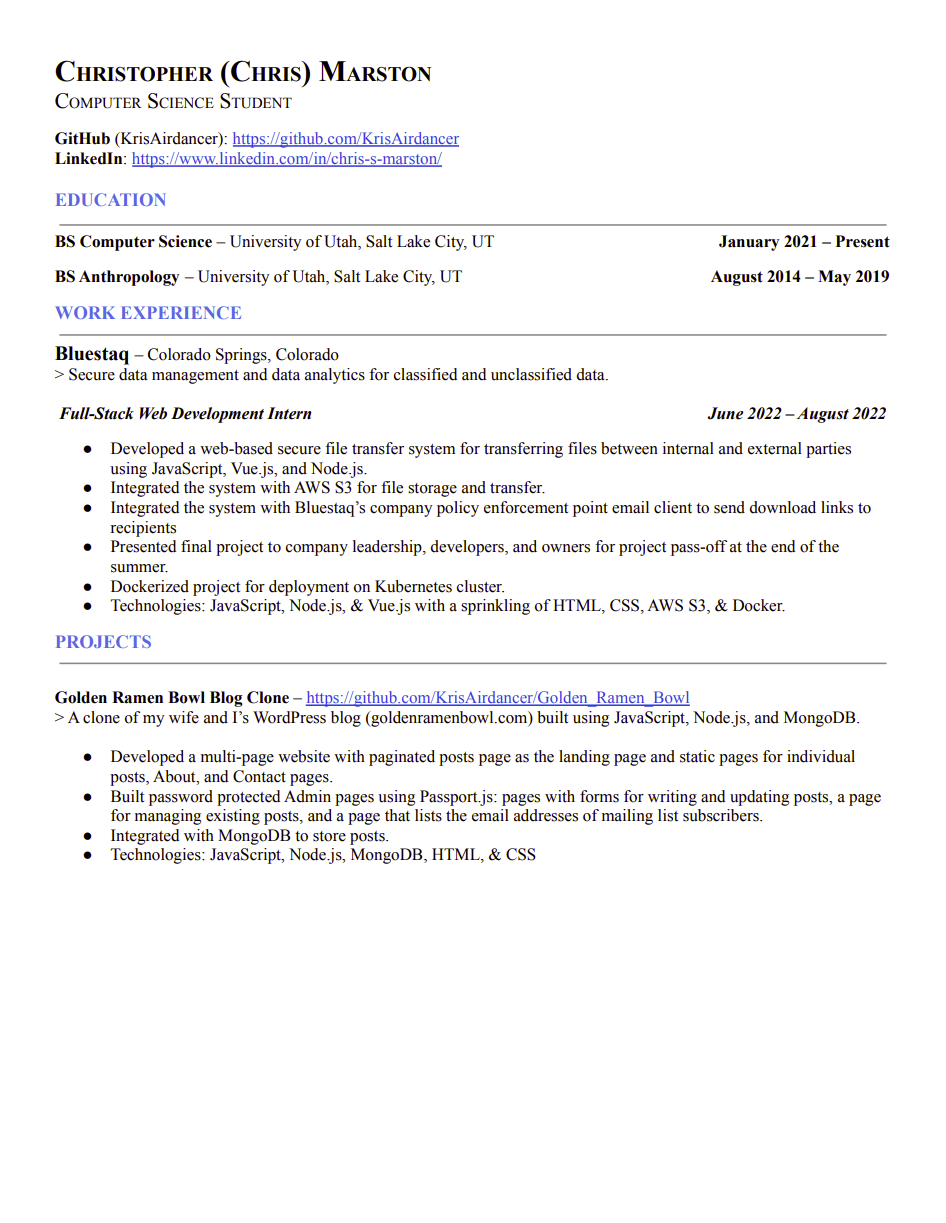 Christopher (Chris) Marston
Computer Science Student
GitHub (KrisAirdancer): https://github.com/KrisAirdancer
LinkedIn: https://www.linkedin.com/in/chris-s-marston/
EDUCATION
BS Computer Science – University of Utah, Salt Lake City, UT January 2021 – Present
BS Anthropology – University of Utah, Salt Lake City, UT August 2014 – May 2019
WORK EXPERIENCE
Bluestaq – Colorado Springs, Colorado
> Secure data management and data analytics for classified and unclassified data.
Full-Stack Web Development Intern June 2022 – August 2022
● Developed a web-based secure file transfer system for transferring files between internal and external parties
using JavaScript, Vue.js, and Node.js.
● Integrated the system with AWS S3 for file storage and transfer.
● Integrated the system with Bluestaq’s company policy enforcement point email client to send download links to
recipients
● Presented final project to company leadership, developers, and owners for project pass-off at the end of the
summer.
● Dockerized project for deployment on Kubernetes cluster.
● Technologies: JavaScript, Node.js, & Vue.js with a sprinkling of HTML, CSS, AWS S3, & Docker.
PROJECTS
Golden Ramen Bowl Blog Clone – https://github.com/KrisAirdancer/Golden_Ramen_Bowl
> A clone of my wife and I’s WordPress blog (goldenramenbowl.com) built using JavaScript, Node.js, and MongoDB.
● Developed a multi-page website with paginated posts page as the landing page and static pages for individual
posts, About, and Contact pages.
● Built password protected Admin pages using Passport.js: pages with forms for writing and updating posts, a page
for managing existing posts, and a page that lists the email addresses of mailing list subscribers.
● Integrated with MongoDB to store posts.
● Technologies: JavaScript, Node.js, MongoDB, HTML, & CSS